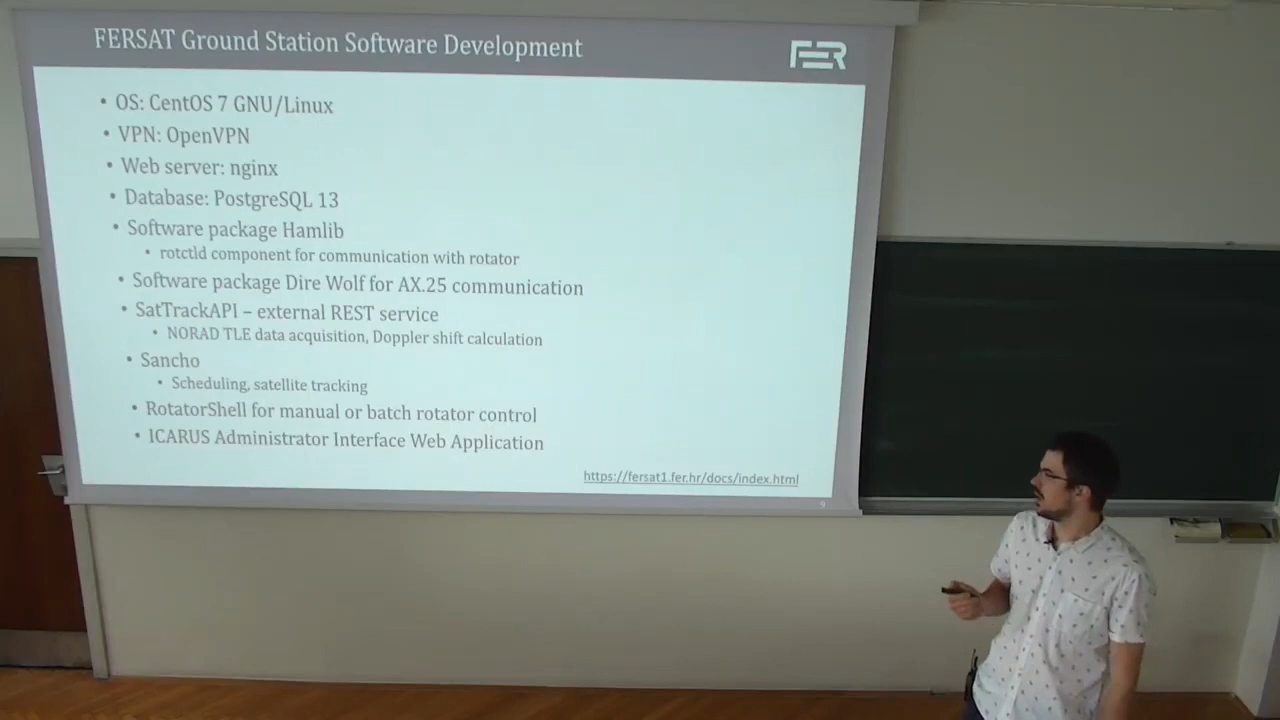 FERSAT Ground Station Software Development
FER
• OS: CentOS 7 GNU/Linux
• VPN: OpenVPN
• Web server: nginx
• Database: PostgreSQL 13
• Software package Hamlib
• rotctld component for communication with rotator
• Software package Dire Wolf for AX.25 communication
• SatTrackAPI – external REST service
• NORAD TLE data acquisition, Doppler shift calculation
• Sancho
• Scheduling, satellite tracking
• RotatorShell for manual or batch rotator control
• ICARUS Administrator Interface Web Application
https://fersat1.fer.hr/docs/index.html
9